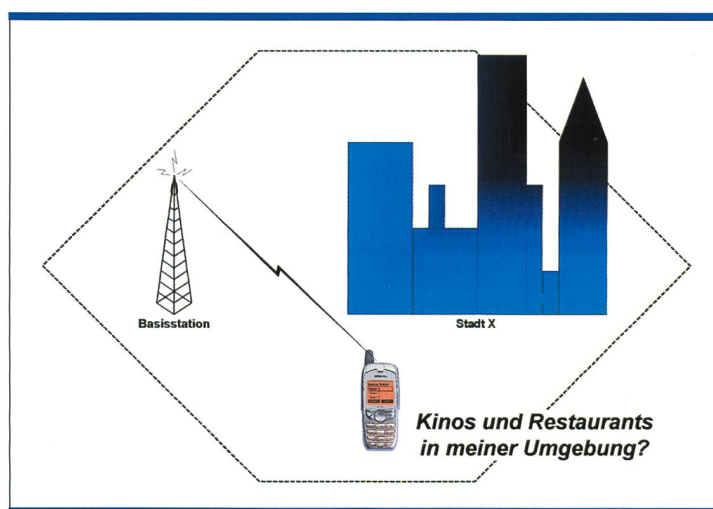 Basisstation
Stadt X
Kinos und Restaurants
in meiner Umgebung?